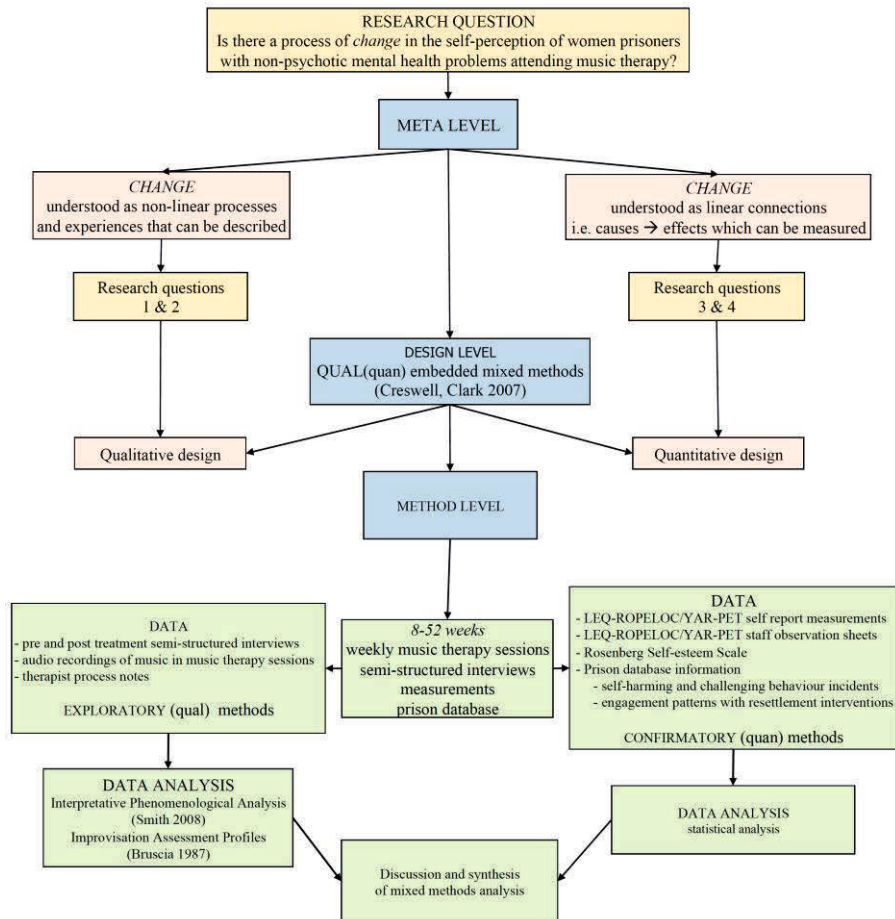 RESEARCH QUESTION
Is there a process of change in the self-perception of women prisoners
with non-psychotic mental health problems attending music therapy?
META LEVEL
CHANGE
understood as non-linear processes
and experiences that can be described
CHANGE
understood as linear connections
i.e. causes → effects which can be measured
Research questions
1 & 2
Research questions
3 & 4
DESIGN LEVEL
QUAL(quan) embedded mixed methods
(Creswell, Clark 2007)
Qualitative design
Quantitative design
METHOD LEVEL
DATA
- pre and post treatment semi-structured interviews
- audio recordings of music in music therapy sessions
- therapist process notes
EXPLORATORY (qual) methods
8-52 weeks
weekly music therapy sessions
semi-structured interviews
measurements
prison database
DATA
- LEQ-ROPELOC/YAR-PET self report measurements
- LEQ-ROPELOC/YAR-PET staff observation sheets
- Rosenberg Self-esteem Scale
- Prison database information
- self-harming and challenging behaviour incidents
- engagement patterns with resettlement interventions
CONFIRMATORY (quan) methods
DATA ANALYSIS
Interpretative Phenomenological Analysis
(Smith 2008)
Improvisation Assessment Profiles
(Bruscia 1987)
DATA ANALYSIS
statistical analysis
Discussion and synthesis
of mixed methods analysis